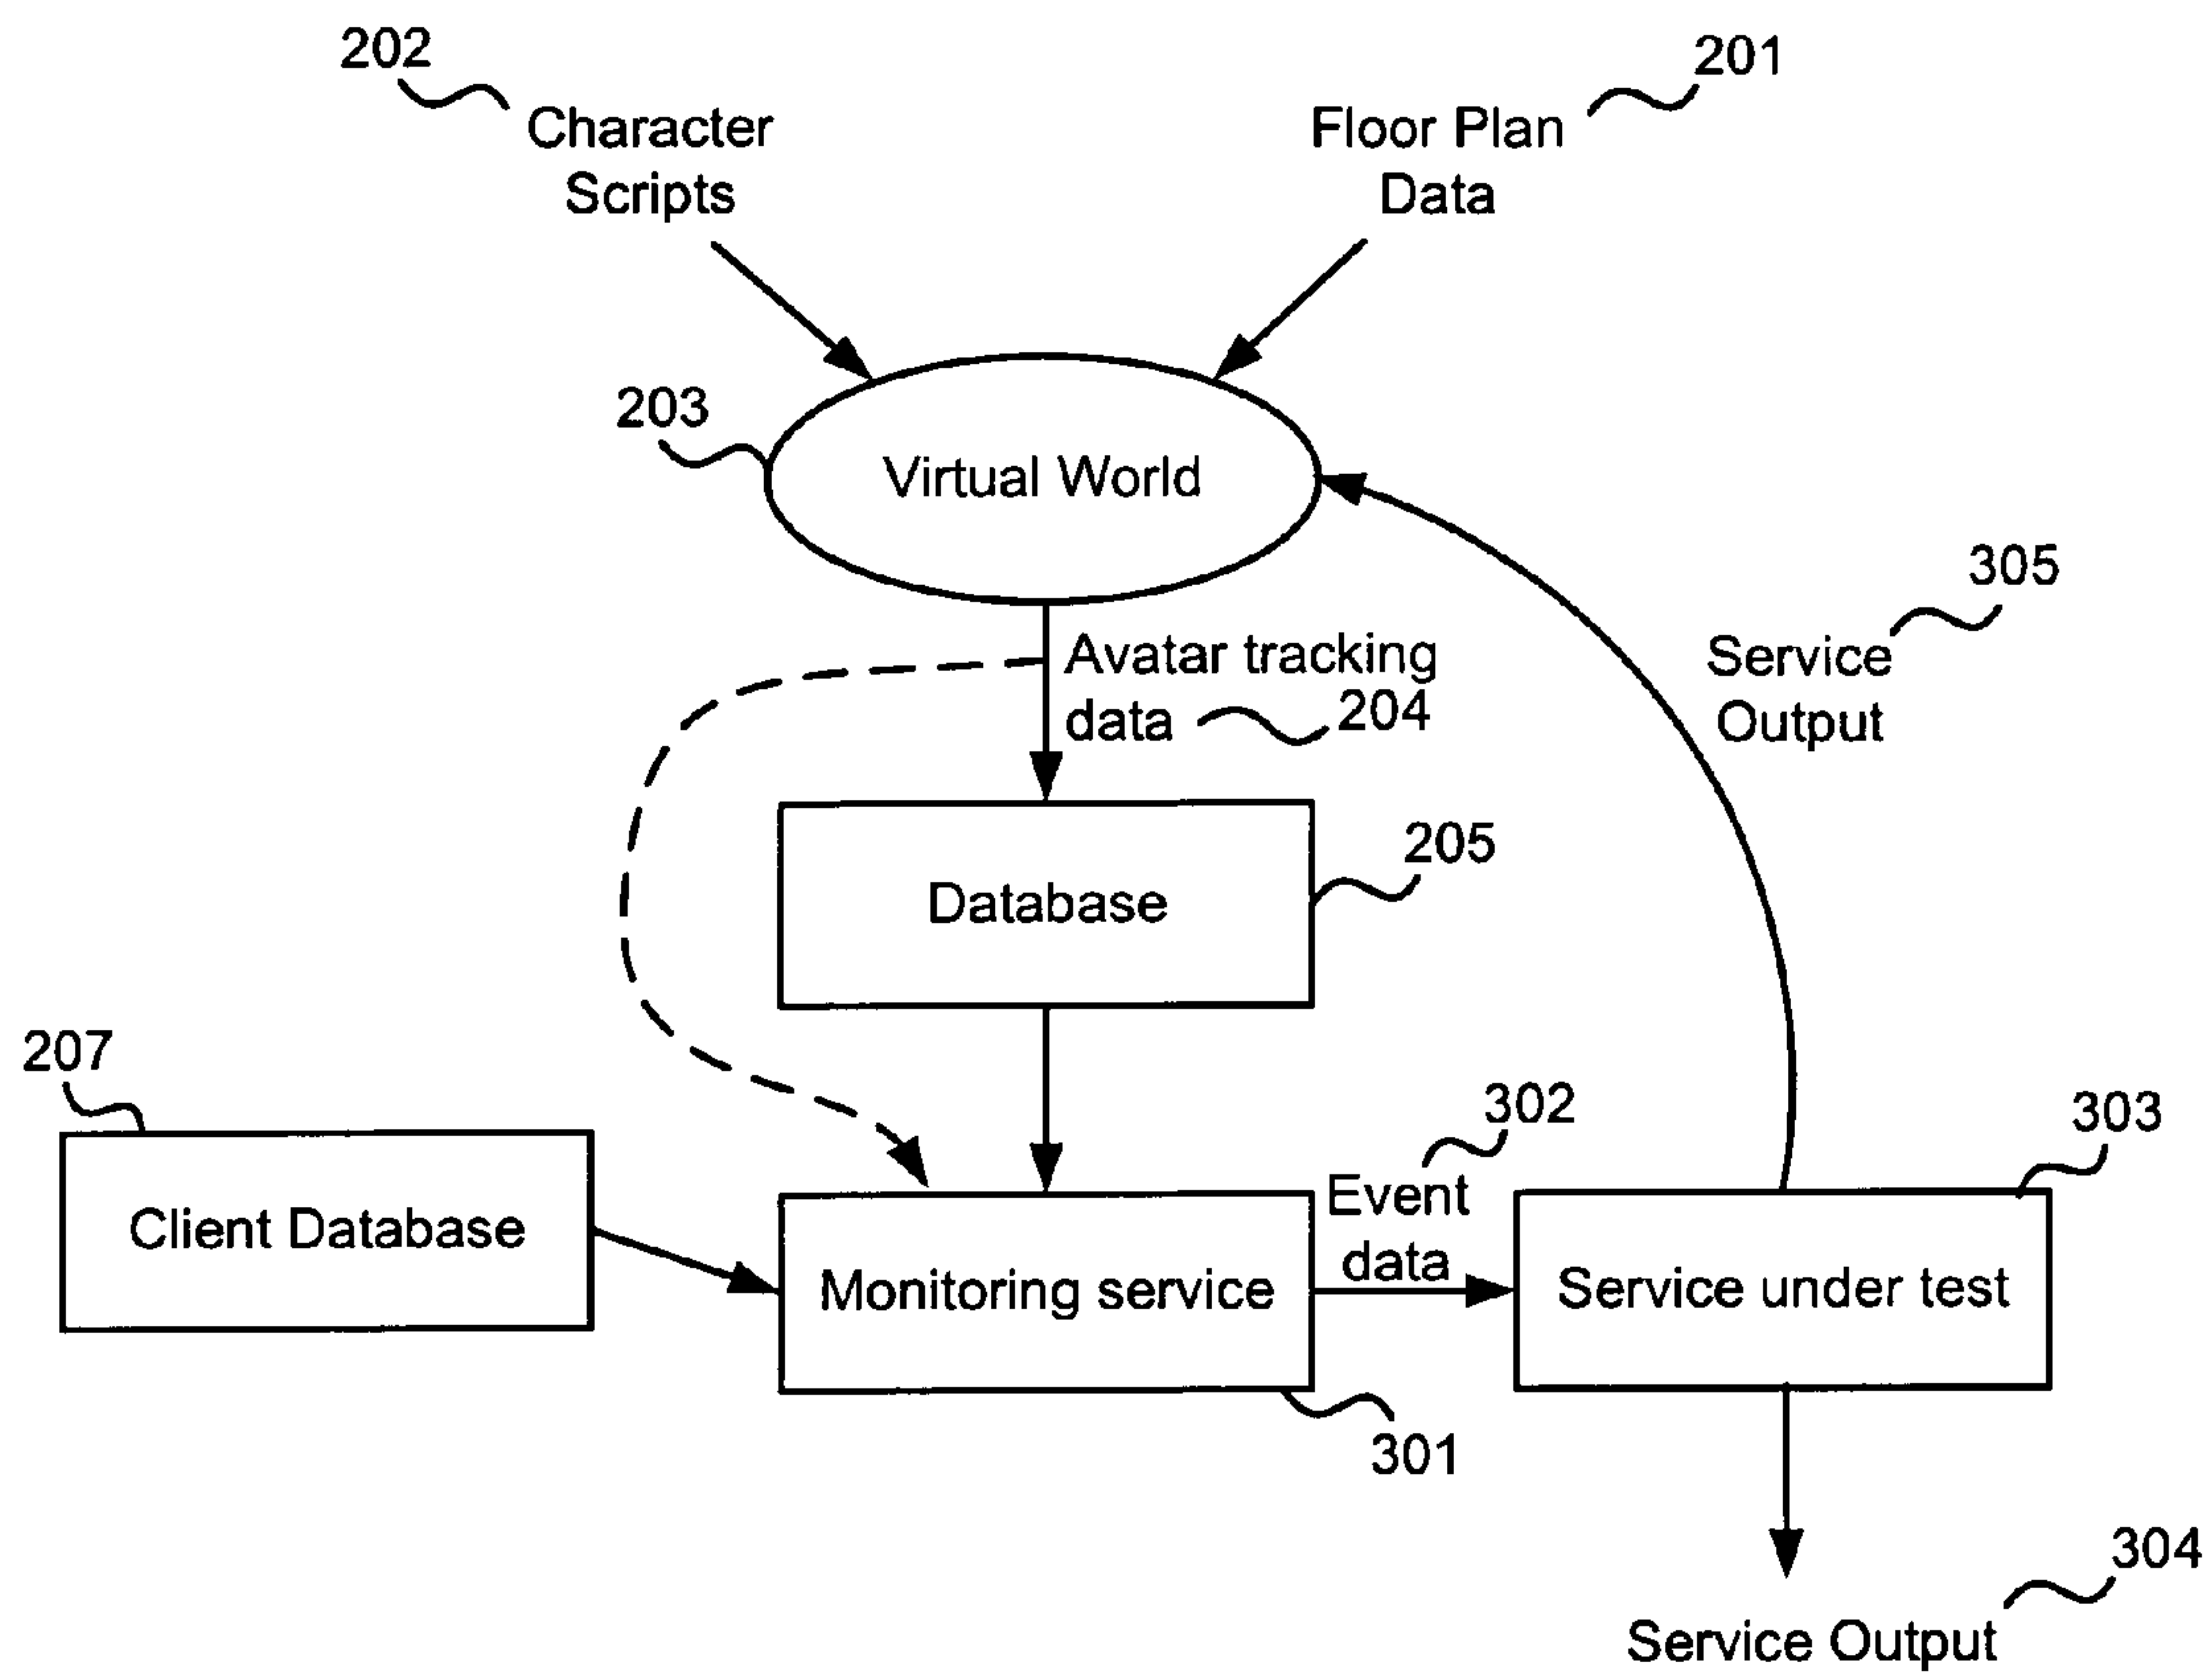 202
201
Character
Scripts
Floor Plan
Data
203
Virtual World
305
Service
Output
Avatar tracking
data
204
205
Database
207
302
303
Client Database
Event
data
Monitoring service
Service under test
301
304
Service Output